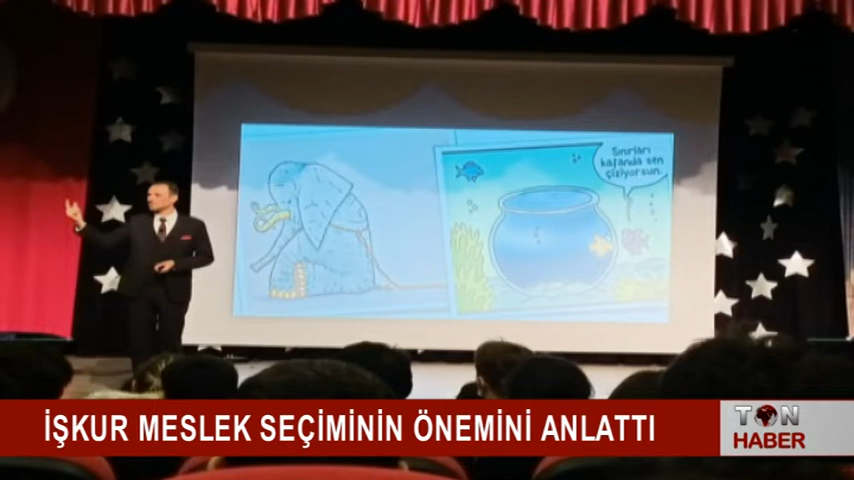 Sınırları
kafanda sen
çiziyorsun.
İŞKUR MESLEK SEÇİMİNİN ÖNEMİNİ ANLATTI
TON
HABER